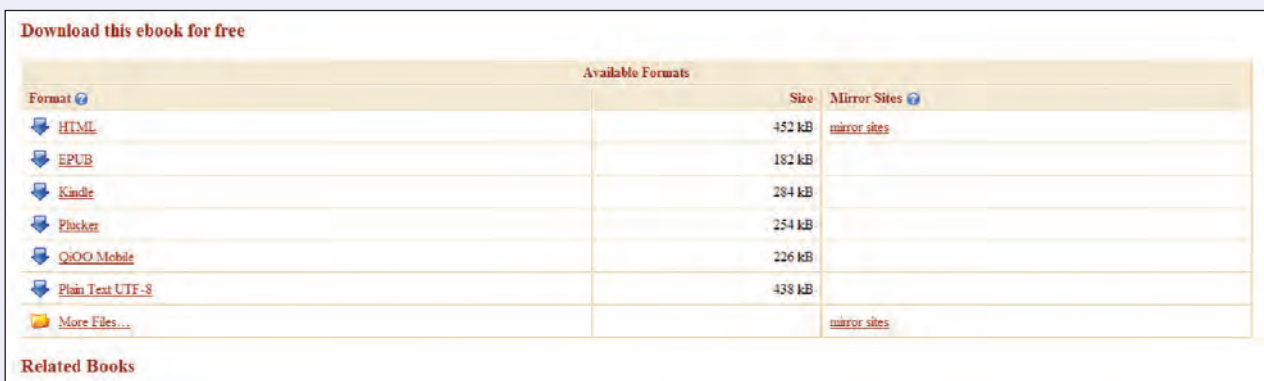 Download this ebook for free
Available Formats
Format Size Mirror Sites
HTML 452 kB mirror sites
EPUB 182 kB
Kindle 284 kB
Plucker 254 kB
QiOO Mobile 226 kB
Plain Text UTF-8 438 kB
More Files... mirror sites
Related Books